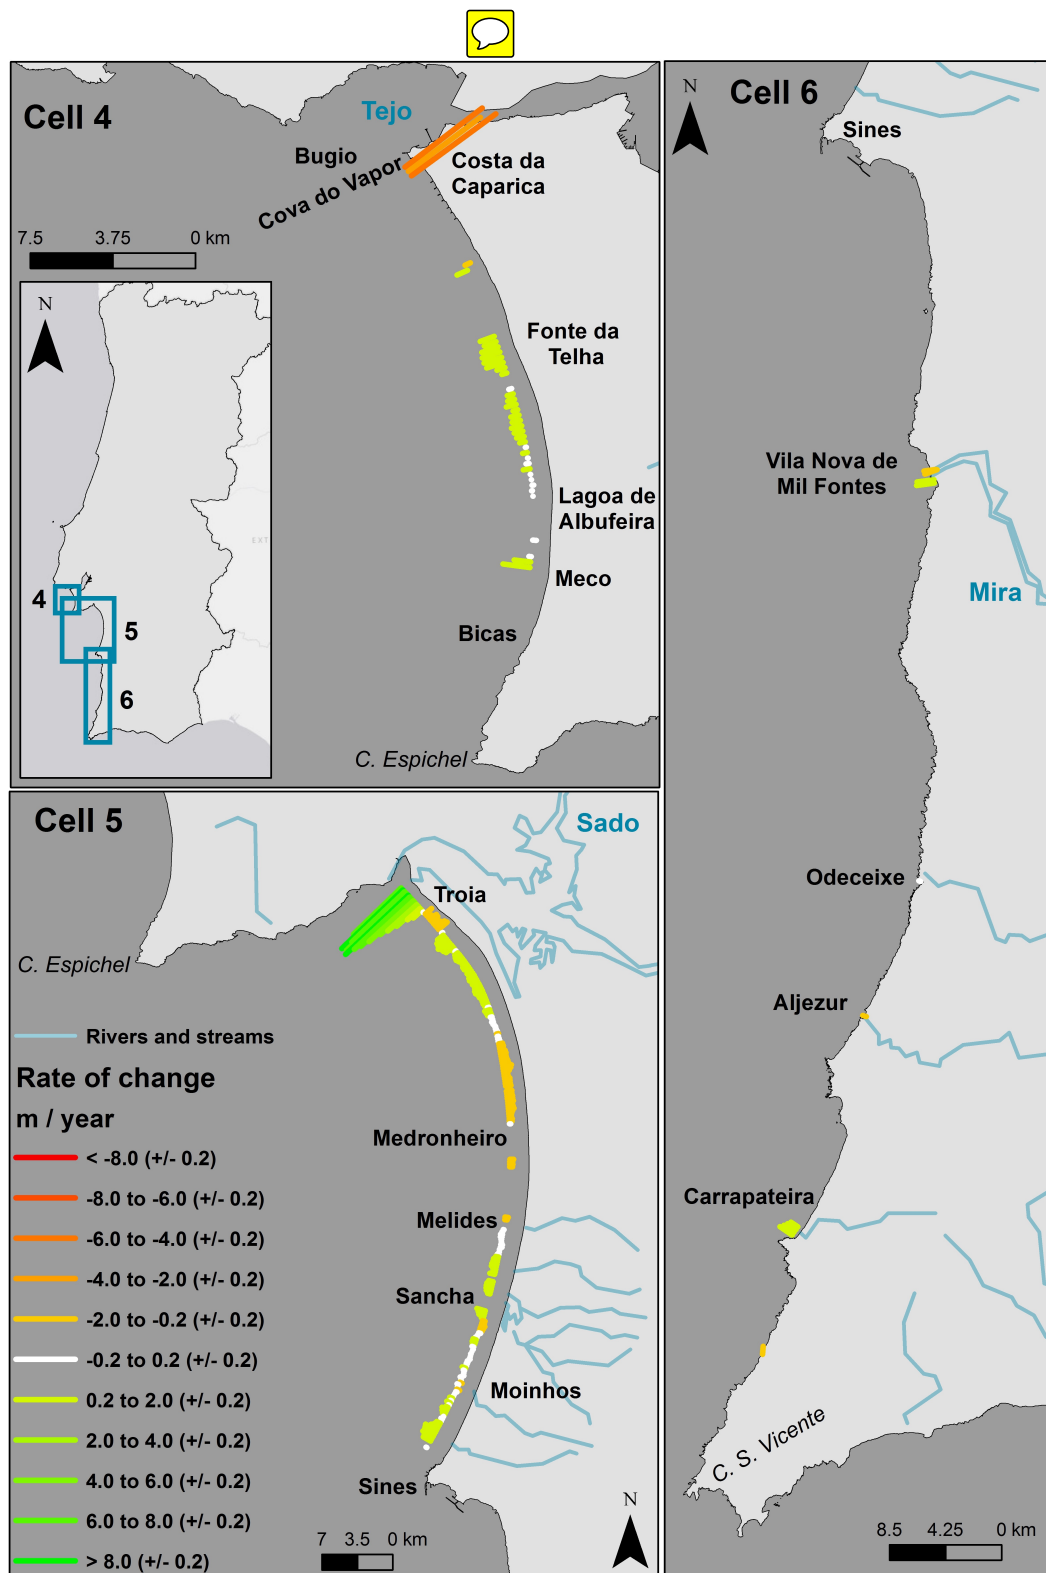 Cell 4
Tejo
Bugio
Cova do Vapor
Costa da
Caparica
7.5 3.75 0 km
N
Fonte da
Telha
Lagoa de
Albufeira
Meco
Bicas
C. Espichel
EXT
4
5
6
Cell 5
Sado
Troia
C. Espichel
Rivers and streams
Rate of change
m / year
< -8.0 (+/- 0.2)
-8.0 to -6.0 (+/- 0.2)
-6.0 to -4.0 (+/- 0.2)
-4.0 to -2.0 (+/- 0.2)
-2.0 to -0.2 (+/- 0.2)
-0.2 to 0.2 (+/- 0.2)
0.2 to 2.0 (+/- 0.2)
2.0 to 4.0 (+/- 0.2)
4.0 to 6.0 (+/- 0.2)
6.0 to 8.0 (+/- 0.2)
> 8.0 (+/- 0.2)
Medronheiro
Melides
Sancha
Moinhos
Sines
7 3.5 0 km
N
Cell 6
N
Sines
Vila Nova de
Mil Fontes
Mira
Odeceixe
Aljezur
Carrapateira
C. S. Vicente
8.5 4.25 0 km